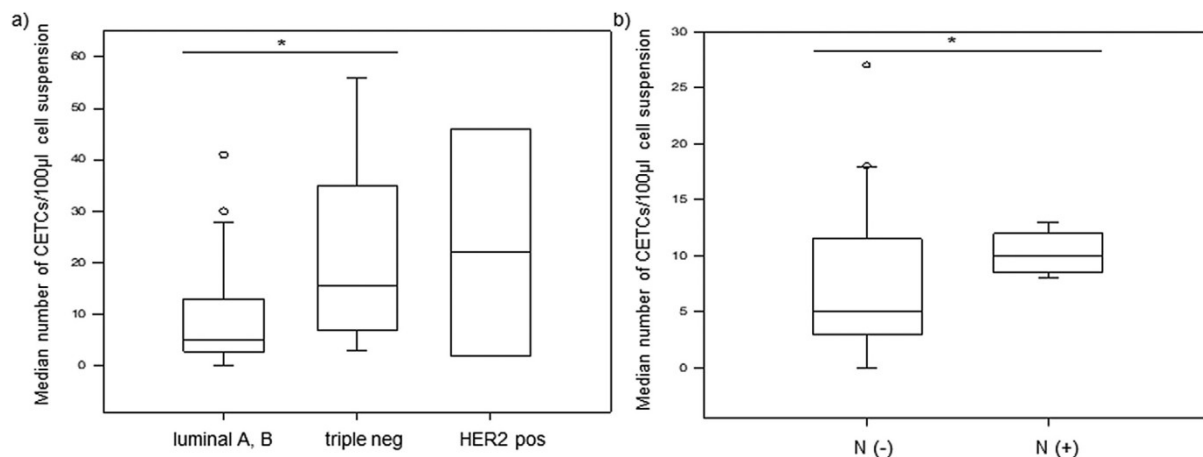 a)
Median number of CETCs/100µl cell suspension
60
50
40
30
20
10
0
*
luminal A, B
triple neg
HER2 pos
b)
Median number of CETCs/100µl cell suspension
30
25
20
15
10
5
0
*
N (-)
N (+)